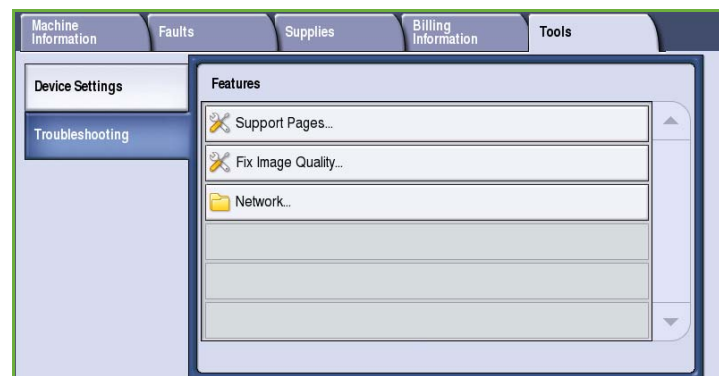 Machine
Information
Faults
Supplies
Billing
Information
Tools
Device Settings
Troubleshooting
Features
Support Pages...
Fix Image Quality...
Network...